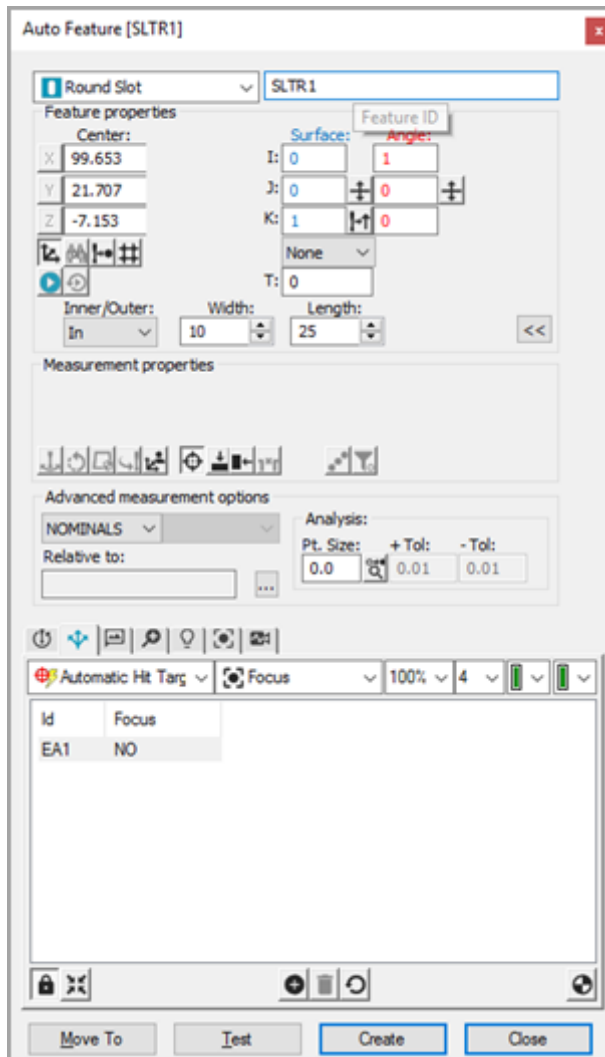 Auto Feature [SLTR1]
x
Round Slot SLTR1
Feature properties Feature ID
Center: Surface: Angle:
X 99.653 I: 0 1
Y 21.707 J: 0 0
Z -7.153 K: 1 0
None
T: 0
Inner/Outer: Width: Length:
In 10 25 <<
Measurement properties
Advanced measurement options
NOMINALS Analysis:
Pt. Size: + Tol: - Tol:
Relative to: 0.0 0.01 0.01
...
Automatic Hit Targ Focus 100% 4
Id Focus
EA1 NO
Move To Test Create Close